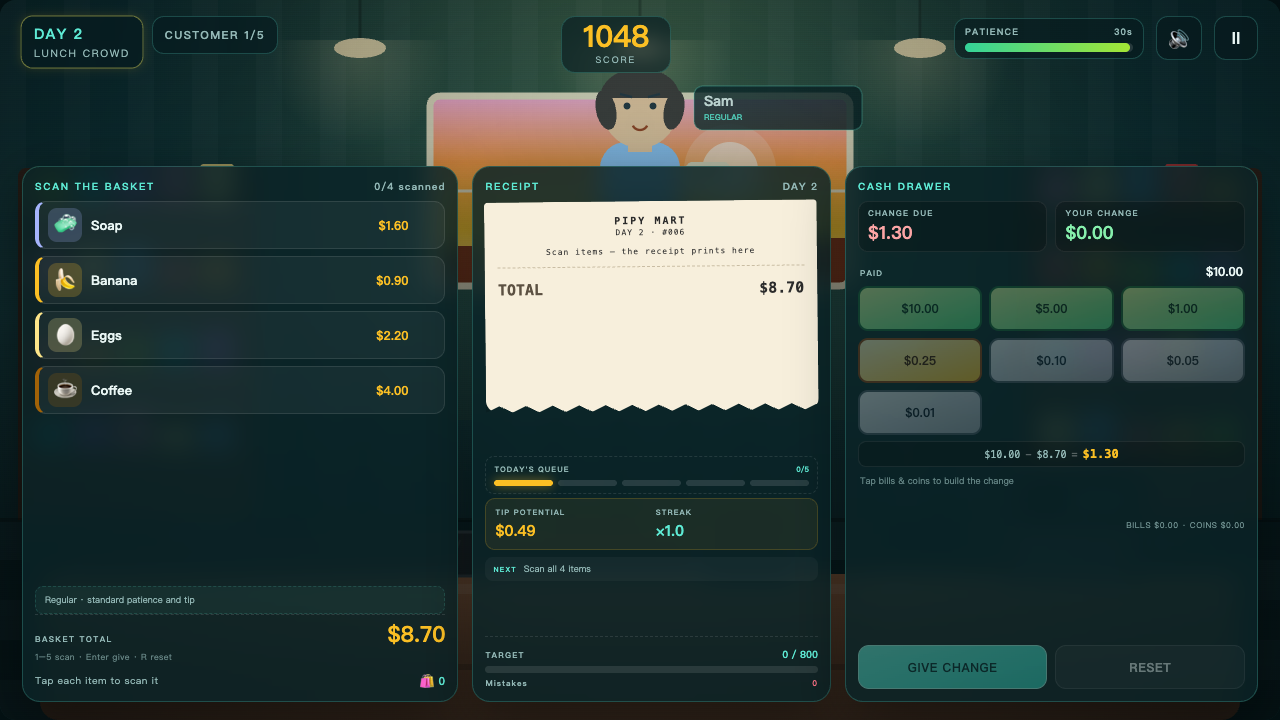 DAY 2
LUNCH CROWD
CUSTOMER 1/5
1048
SCORE
PATIENCE 30s
Sam
REGULAR
SCAN THE BASKET 0/4 scanned
Soap $1.60
Banana $0.90
Eggs $2.20
Coffee $4.00
Regular · standard patience and tip
BASKET TOTAL $8.70
1–5 scan · Enter give · R reset
Tap each item to scan it 0
RECEIPT DAY 2
PIPY MART
DAY 2 · #006
Scan items — the receipt prints here
TOTAL $8.70
TODAY'S QUEUE 0/5
TIP POTENTIAL STREAK
$0.49 ×1.0
NEXT Scan all 4 items
TARGET 0 / 800
Mistakes 0
CASH DRAWER
CHANGE DUE YOUR CHANGE
$1.30 $0.00
PAID $10.00
$10.00 $5.00 $1.00
$0.25 $0.10 $0.05
$0.01
$10.00 − $8.70 = $1.30
Tap bills & coins to build the change
BILLS $0.00 · COINS $0.00
GIVE CHANGE RESET